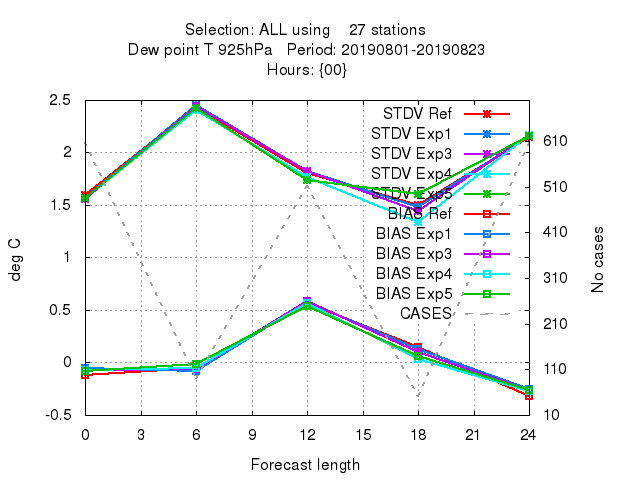 Selection: ALL using 27 stations
Dew point T 925hPa Period: 20190801-20190823
Hours: {00}
2.5
2
1.5
1
0.5
0
-0.5
deg C
STDV Ref
STDV Exp1
STDV Exp3
STDV Exp4
STDV Exp5
BIAS Ref
BIAS Exp1
BIAS Exp3
BIAS Exp4
BIAS Exp5
CASES
610
510
410
310
210
110
10
No cases
0 3 6 9 12 15 18 21 24
Forecast length